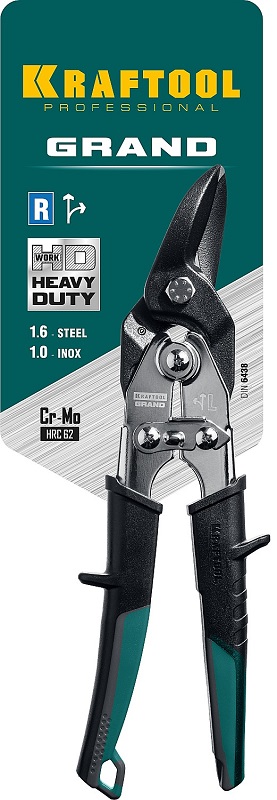 KRAFTOOL
PROFESSIONAL
GRAND
R
HD
WORK
HEAVY
DUTY
1.6 - STEEL
1.0 - INOX
Cr-Mo
HRC 62
DIN 6438
KRAFTOOL
GRAND
L
KRAFTOOL